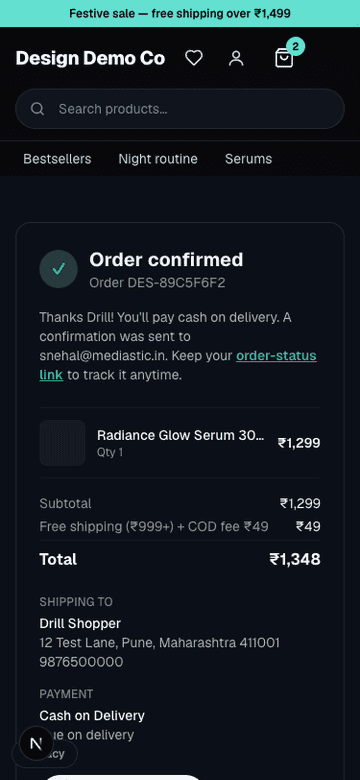 Festive sale — free shipping over ₹1,499
Design Demo Co
2
Search products...
Bestsellers Night routine Serums
Order confirmed
Order DES-89C5F6F2
Thanks Drill! You'll pay cash on delivery. A
confirmation was sent to
snehal@mediastic.in. Keep your order-status
link to track it anytime.
Radiance Glow Serum 30... ₹1,299
Qty 1
Subtotal ₹1,299
Free shipping (₹999+) + COD fee ₹49 ₹49
Total ₹1,348
SHIPPING TO
Drill Shopper
12 Test Lane, Pune, Maharashtra 411001
9876500000
PAYMENT
Cash on Delivery
on delivery
N